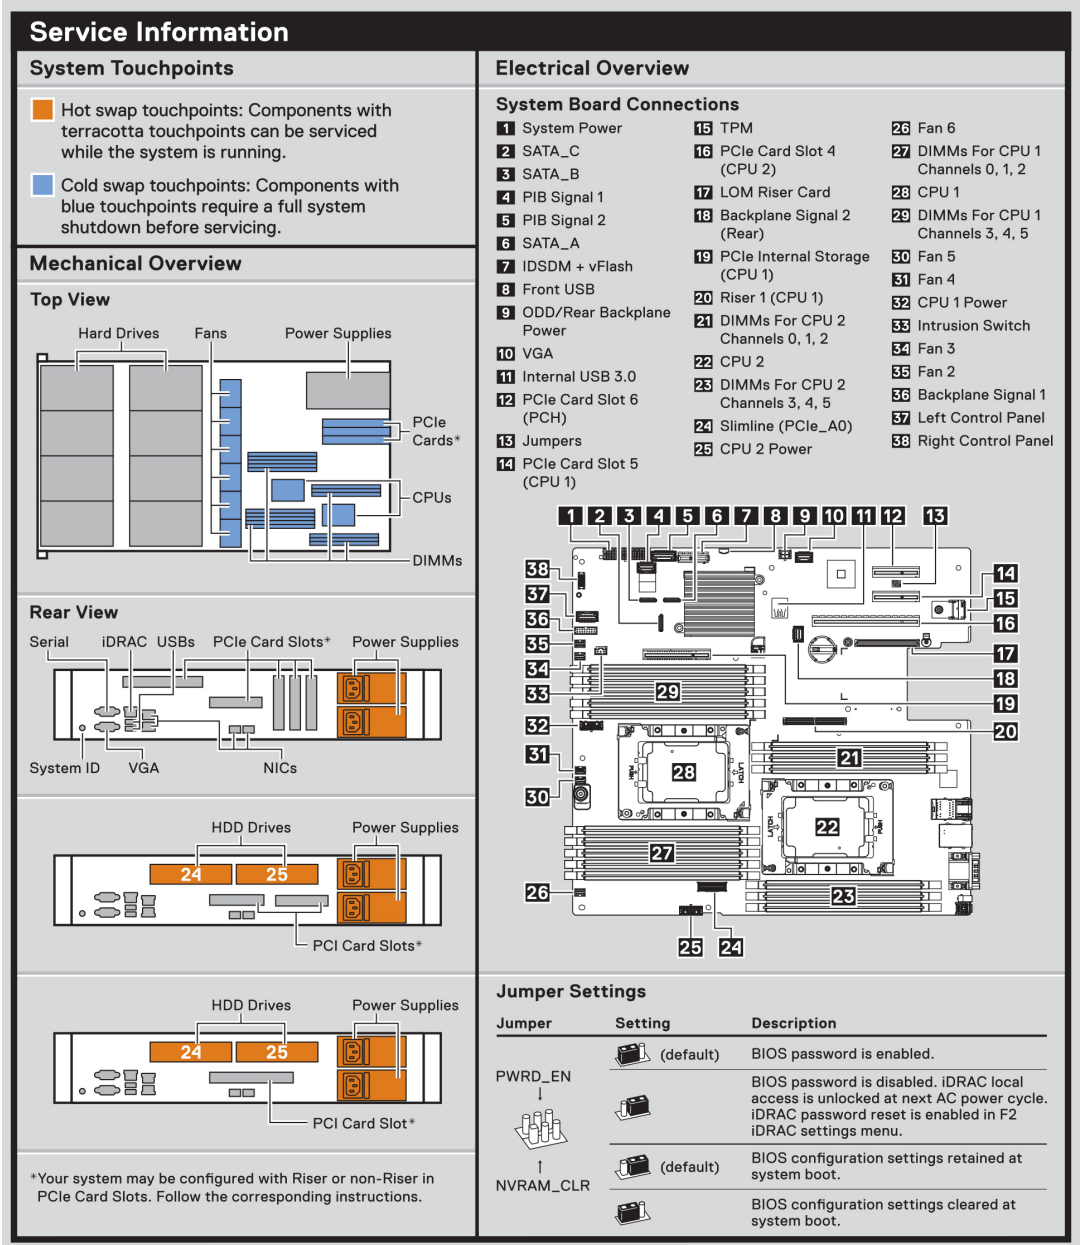 Service Information
System Touchpoints
Hot swap touchpoints: Components with
terracotta touchpoints can be serviced
while the system is running.
Cold swap touchpoints: Components with
blue touchpoints require a full system
shutdown before servicing.
Mechanical Overview
Top View
Hard Drives Fans Power Supplies
PCIe
Cards*
CPUs
DIMMs
Rear View
Serial iDRAC USBs PCIe Card Slots* Power Supplies
System ID VGA NICs
HDD Drives Power Supplies
24 25
PCI Card Slots*
HDD Drives Power Supplies
24 25
PCI Card Slot*
*Your system may be configured with Riser or non-Riser in
PCIe Card Slots. Follow the corresponding instructions.
Electrical Overview
System Board Connections
1 System Power
2 SATA_C
3 SATA_B
4 PIB Signal 1
5 PIB Signal 2
6 SATA_A
7 IDSDM + vFlash
8 Front USB
9 ODD/Rear Backplane
Power
10 VGA
11 Internal USB 3.0
12 PCIe Card Slot 6
(PCH)
13 Jumpers
14 PCIe Card Slot 5
(CPU 1)
15 TPM
16 PCIe Card Slot 4
(CPU 2)
17 LOM Riser Card
18 Backplane Signal 2
(Rear)
19 PCIe Internal Storage
(CPU 1)
20 Riser 1 (CPU 1)
21 DIMMs For CPU 2
Channels 0, 1, 2
22 CPU 2
23 DIMMs For CPU 2
Channels 3, 4, 5
24 Slimline (PCIe_A0)
25 CPU 2 Power
26 Fan 6
27 DIMMs For CPU 1
Channels 0, 1, 2
28 CPU 1
29 DIMMs For CPU 1
Channels 3, 4, 5
30 Fan 5
31 Fan 4
32 CPU 1 Power
33 Intrusion Switch
34 Fan 3
35 Fan 2
36 Backplane Signal 1
37 Left Control Panel
38 Right Control Panel
1 2 3 4 5 6 7 8 9 10 11 12 13
38
14
37
15
36
16
35
17
34
18
33
29
19
32
20
31
21
28
PUSH
LATCH
30
22
LATCH
PUSH
27
26
23
25 24
Jumper Settings
Jumper Setting Description
PWRD_EN
(default) BIOS password is enabled.
BIOS password is disabled. iDRAC local
access is unlocked at next AC power cycle.
iDRAC password reset is enabled in F2
iDRAC settings menu.
NVRAM_CLR
(default) BIOS configuration settings retained at
system boot.
BIOS configuration settings cleared at
system boot.